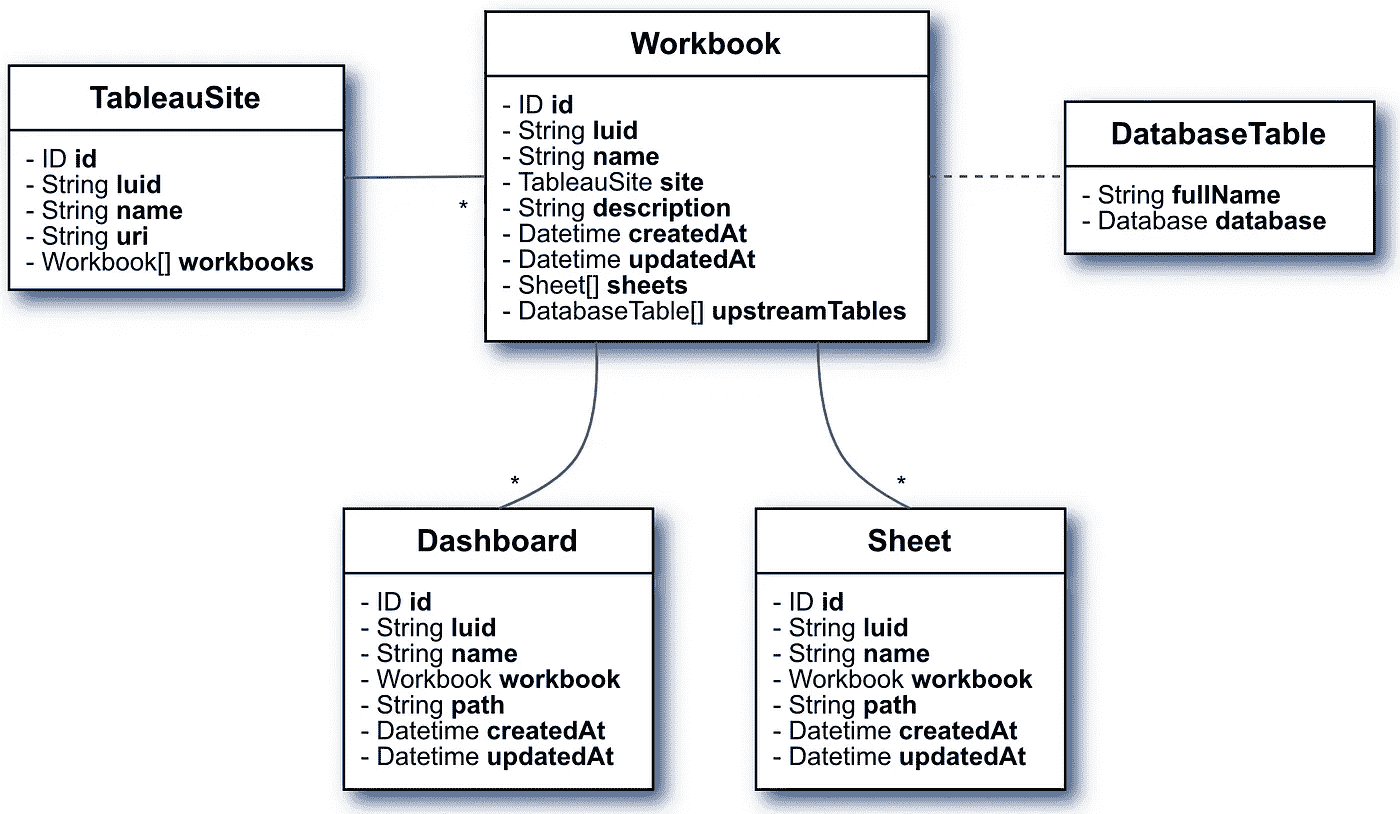 TableauSite
- ID id
- String luid
- String name
- String uri
- Workbook[] workbooks
*
Workbook
- ID id
- String luid
- String name
- TableauSite site
- String description
- Datetime createdAt
- Datetime updatedAt
- Sheet[] sheets
- DatabaseTable[] upstreamTables
DatabaseTable
- String fullName
- Database database
*
Dashboard
- ID id
- String luid
- String name
- Workbook workbook
- String path
- Datetime createdAt
- Datetime updatedAt
*
Sheet
- ID id
- String luid
- String name
- Workbook workbook
- String path
- Datetime createdAt
- Datetime updatedAt